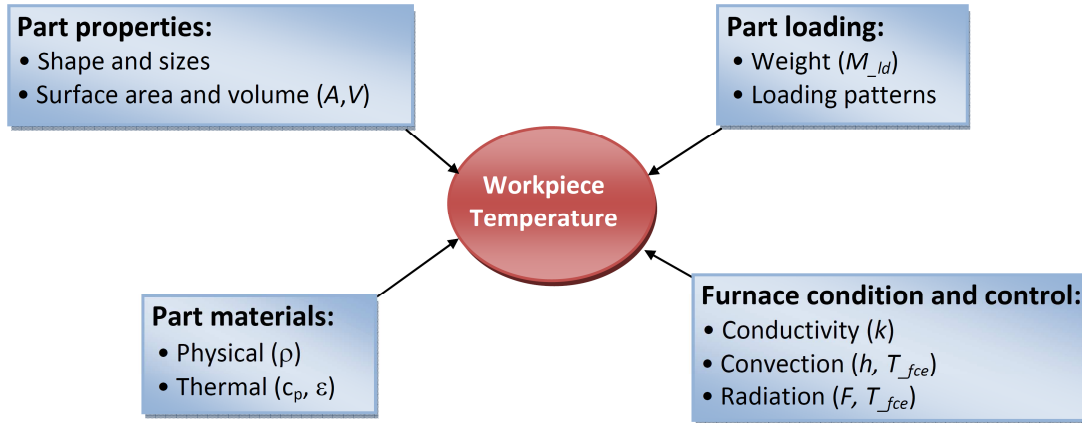 Part properties:
• Shape and sizes
• Surface area and volume (A,V)
Part loading:
• Weight (M_ld)
• Loading patterns
Workpiece
Temperature
Part materials:
• Physical (ρ)
• Thermal (cp, ε)
Furnace condition and control:
• Conductivity (k)
• Convection (h, T_fce)
• Radiation (F, T_fce)